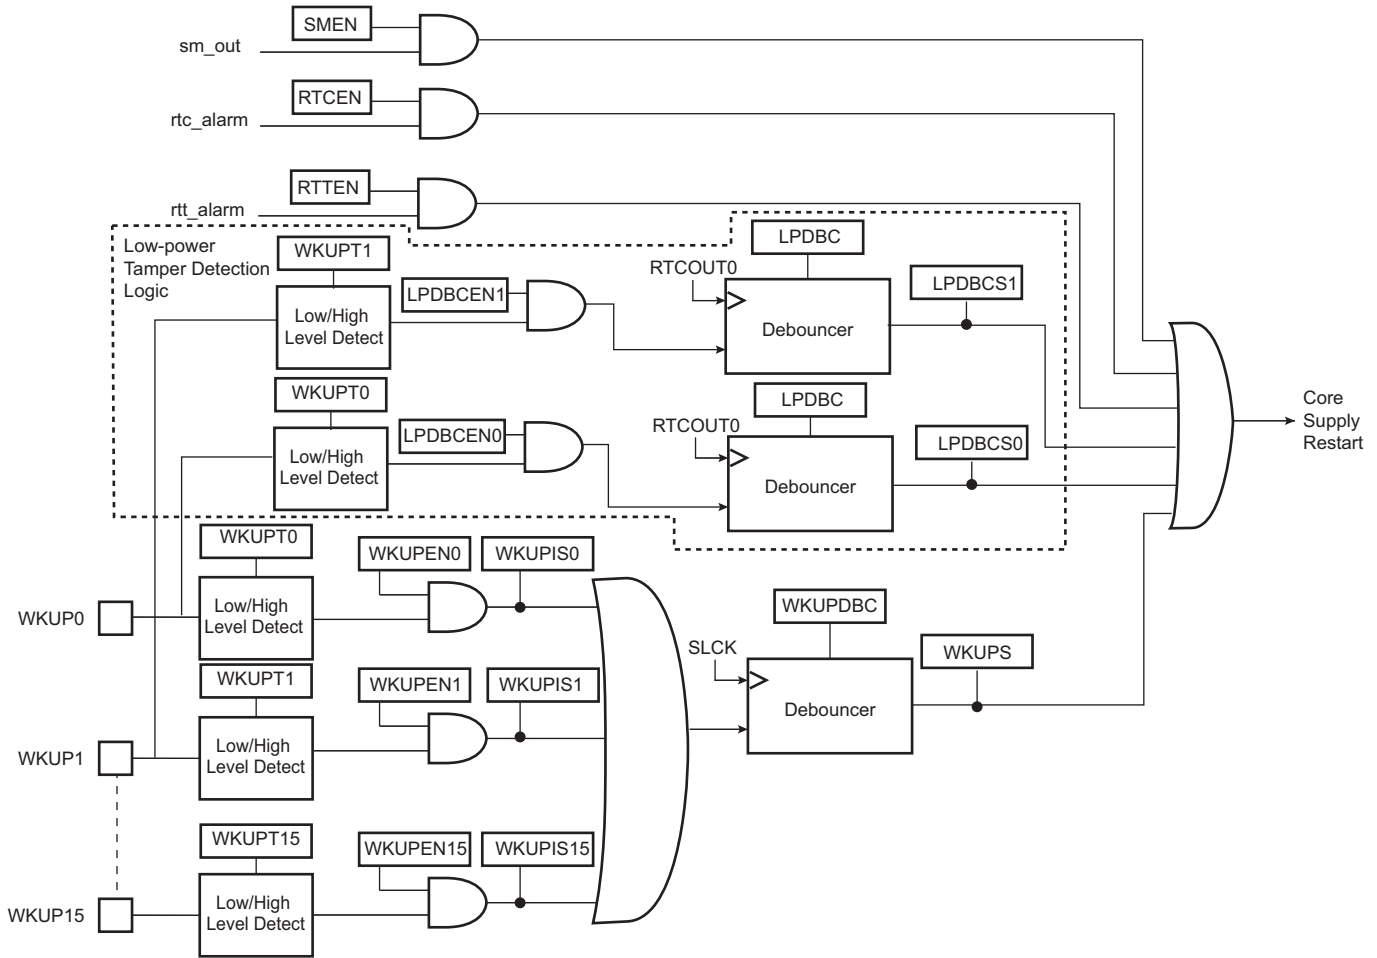 SMEN
sm_out
RTCEN
rtc_alarm
RTTEN
rtt_alarm
Low-power
Tamper Detection
Logic
WKUPT1
LPDBCEN1
Low/High
Level Detect
RTCOUT0
LPDBC
Debouncer
LPDBCS1
WKUPT0
LPDBCEN0
Low/High
Level Detect
RTCOUT0
LPDBC
Debouncer
LPDBCS0
Core
Supply
Restart
WKUPT0
WKUPEN0
WKUPIS0
WKUP0
Low/High
Level Detect
WKUPT1
WKUPEN1
WKUPIS1
WKUP1
Low/High
Level Detect
SLCK
WKUPDBC
Debouncer
WKUPS
WKUPT15
WKUPEN15
WKUPIS15
WKUP15
Low/High
Level Detect